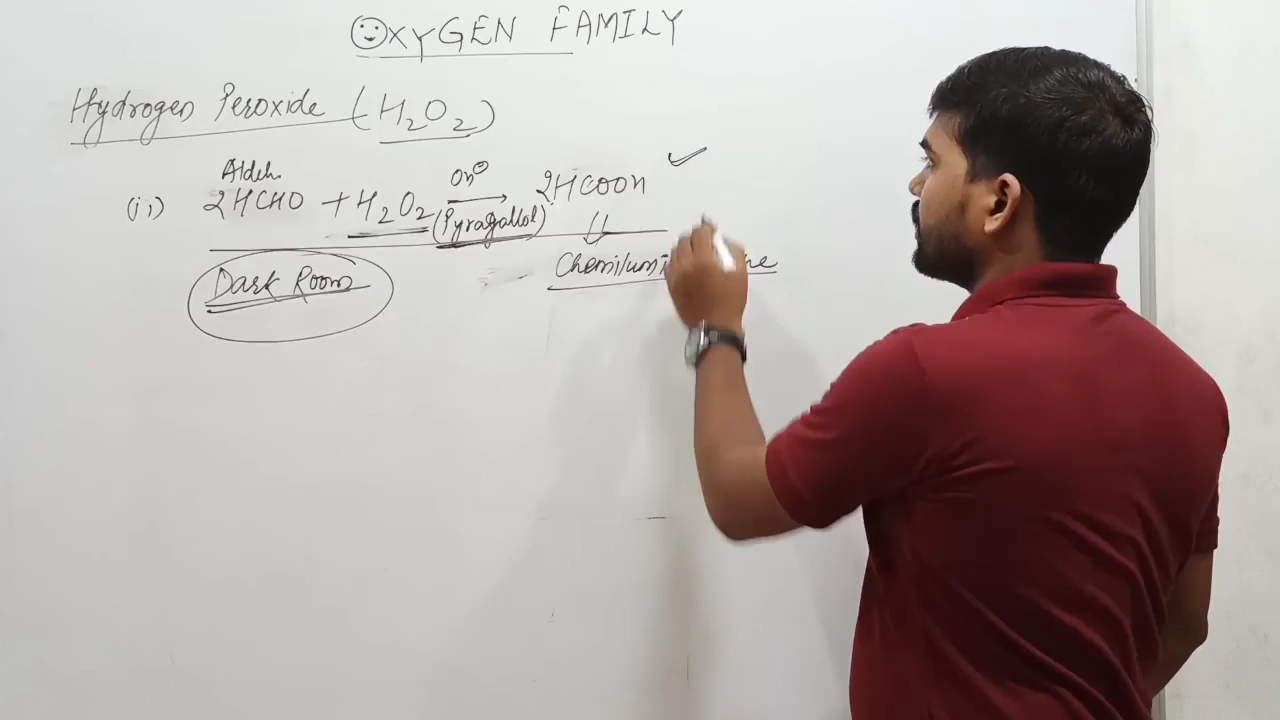 OXYGEN FAMILY
Hydrogen Peroxide (H₂O₂)
Aldeh.
(ii) 2HCHO + H₂O₂ OH⊖ → (Pyragallol) 2HCOOH ✓
⇓
Dark Room